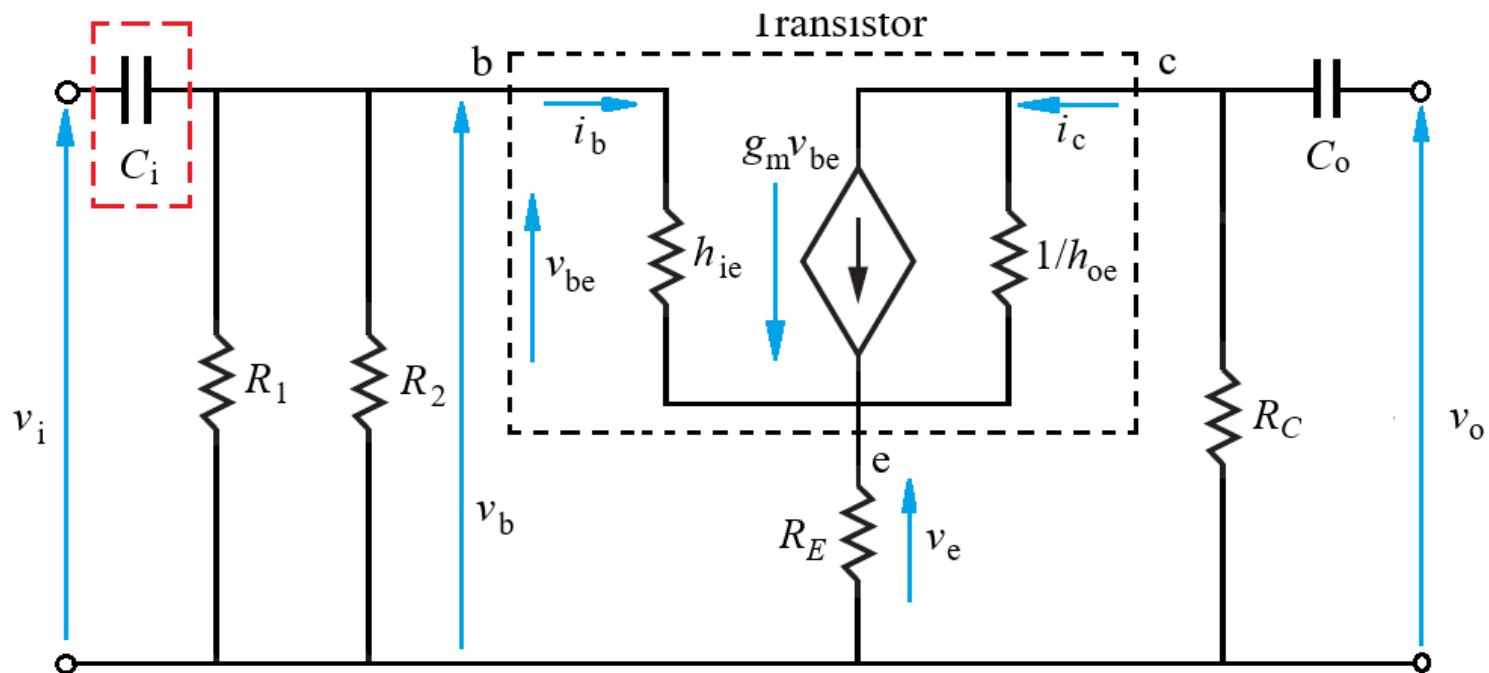 Transistor
b
c
i_b
i_c
C_i
g_m v_be
C_o
v_be
h_ie
1/h_oe
R_1
R_2
v_i
R_C
v_o
e
v_b
R_E
v_e